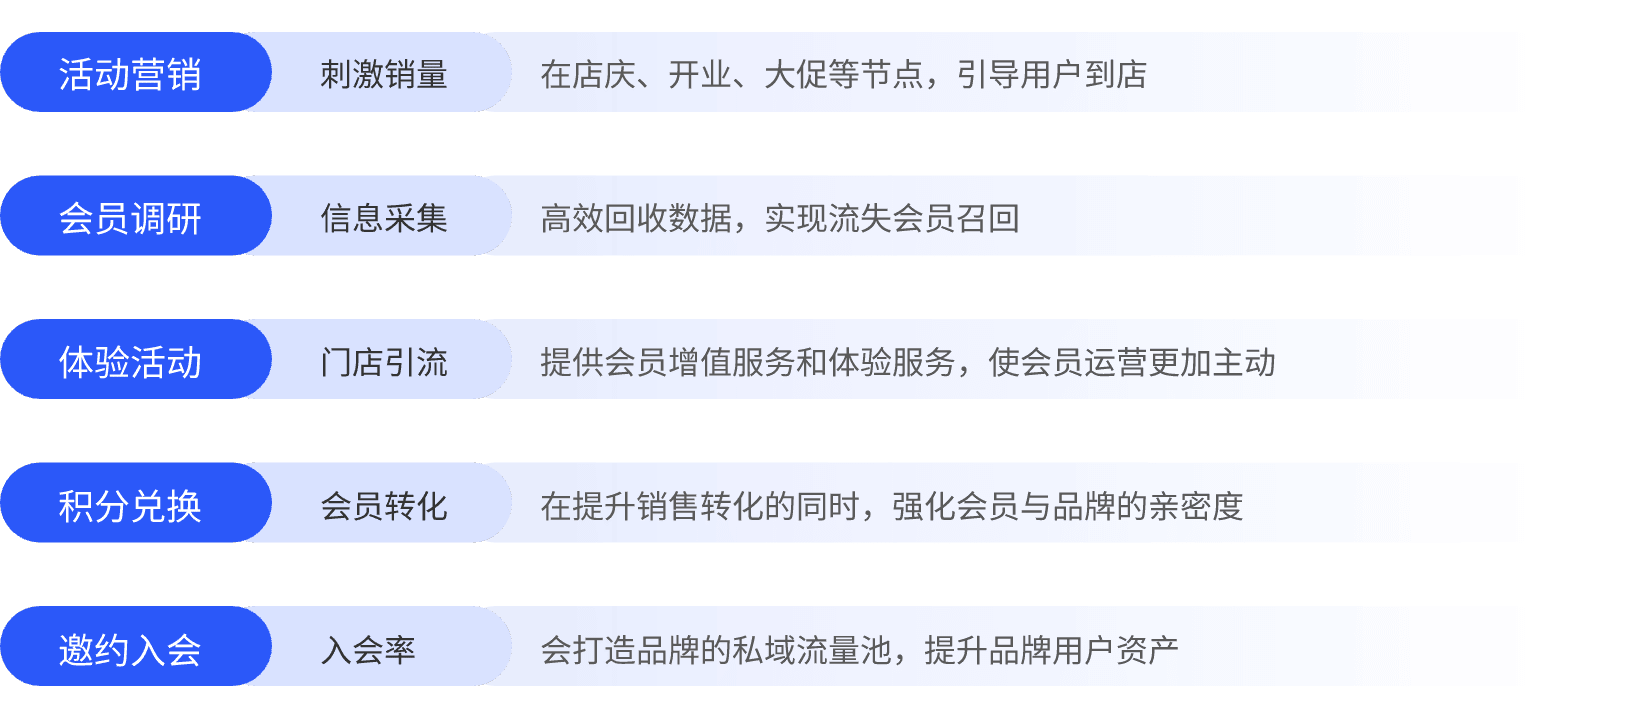 活动营销 刺激销量 在店庆、开业、大促等节点，引导用户到店
会员调研 信息采集 高效回收数据，实现流失会员召回
体验活动 门店引流 提供会员增值服务和体验服务，使会员运营更加主动
积分兑换 会员转化 在提升销售转化的同时，强化会员与品牌的亲密度
邀约入会 入会率 会打造品牌的私域流量池，提升品牌用户资产